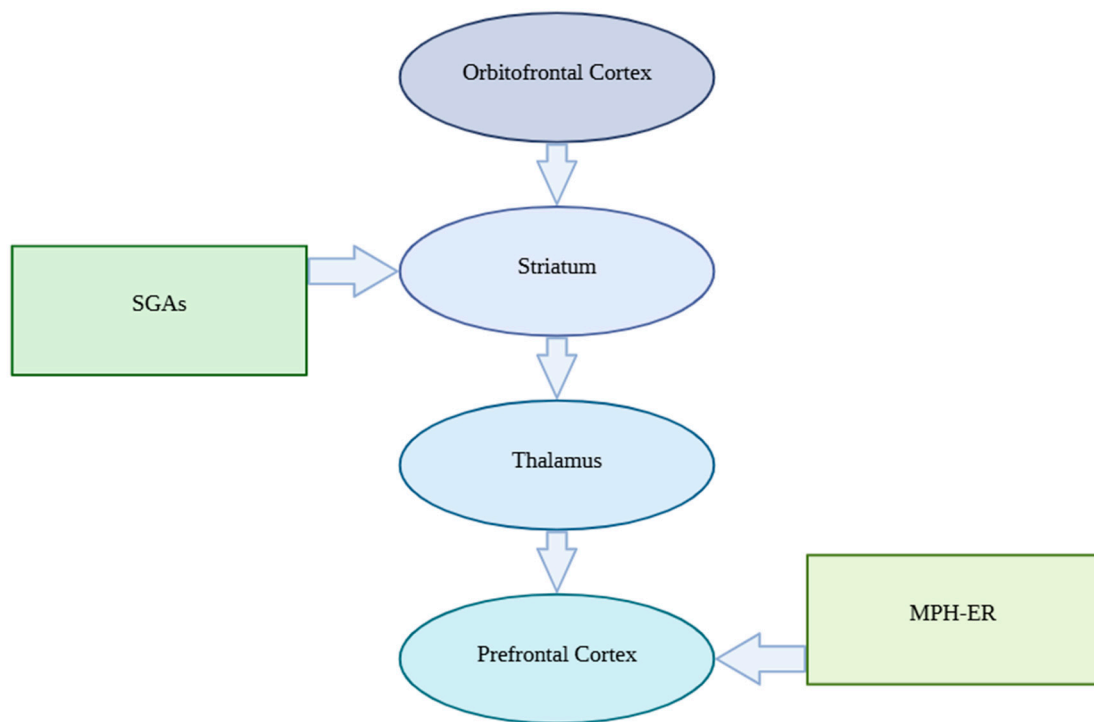 Orbitofrontal Cortex
Striatum
SGAs
Thalamus
MPH-ER
Prefrontal Cortex